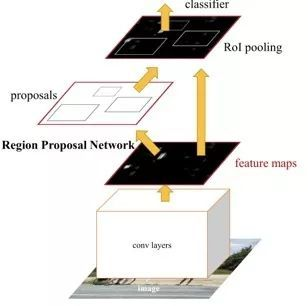 classifier
RoI pooling
proposals
Region Proposal Network
feature maps
conv layers
image